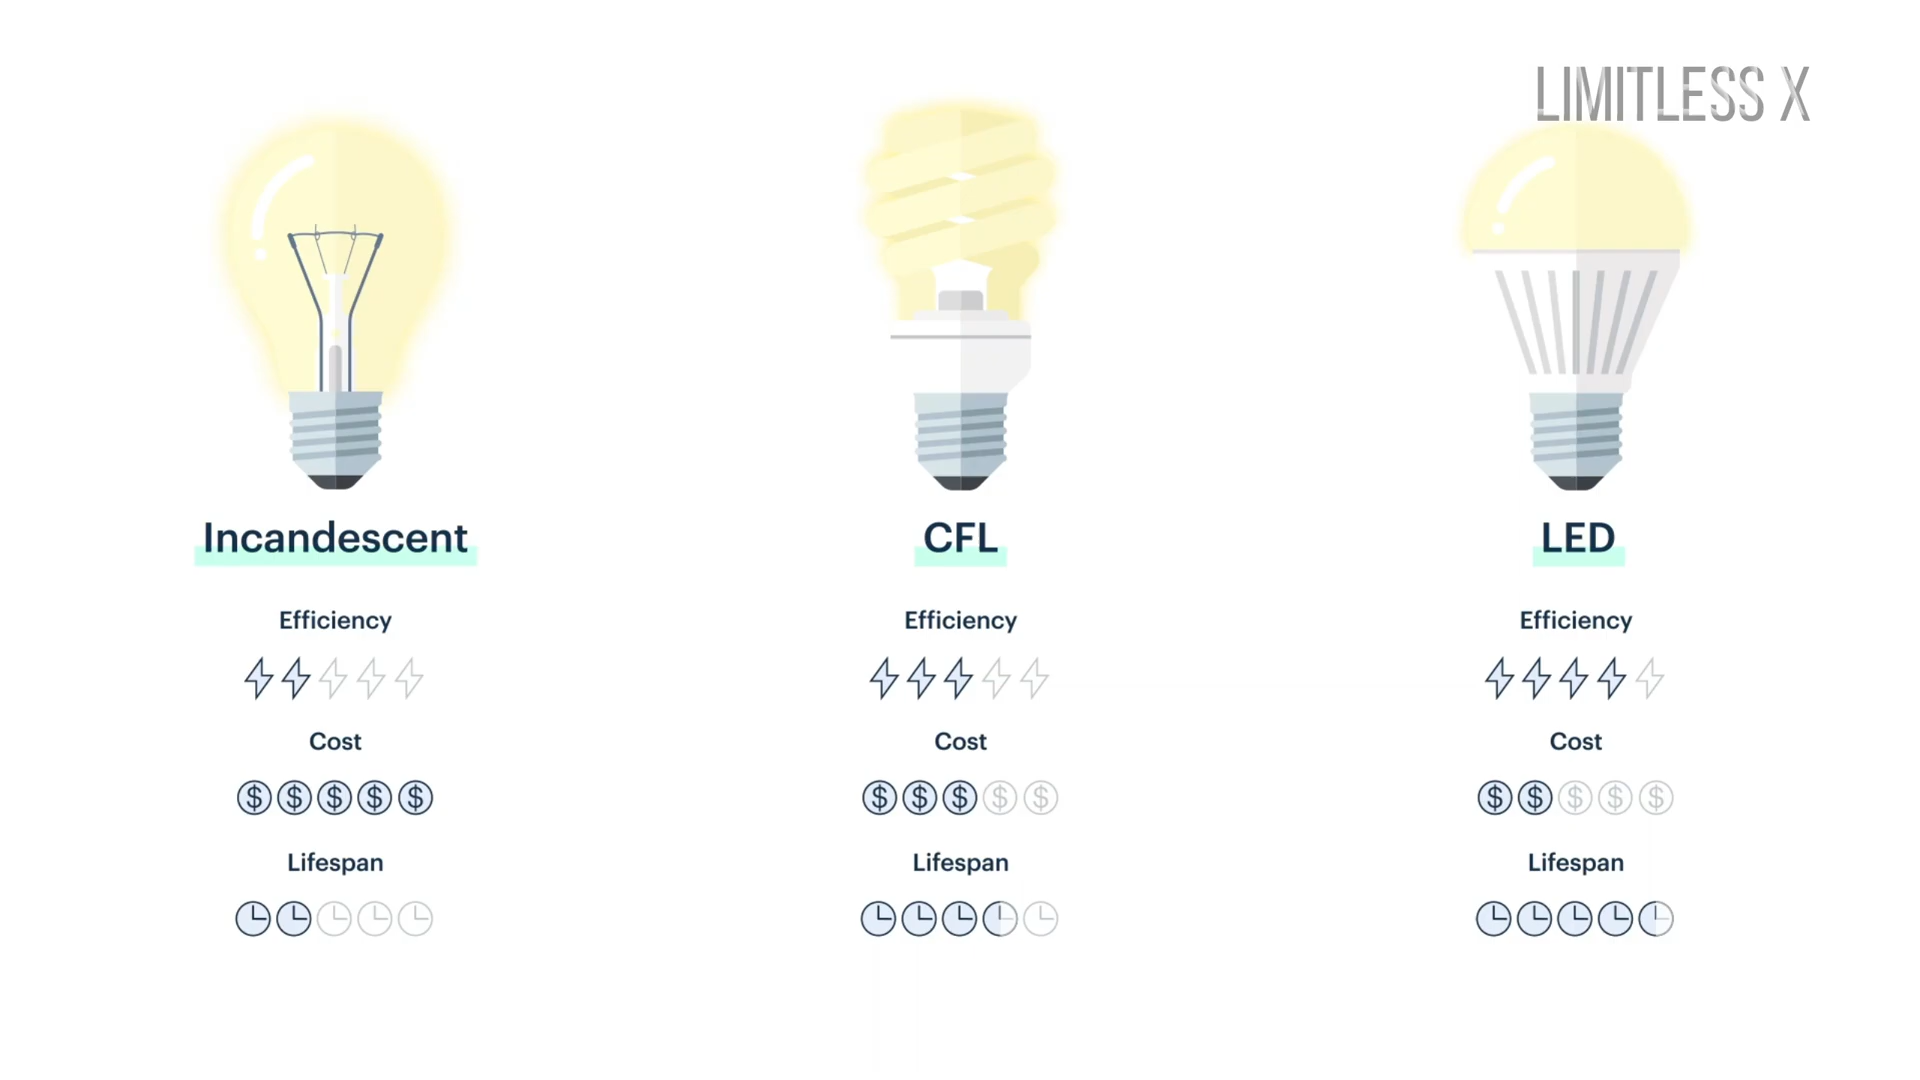 LIMITLESS X
Incandescent
Efficiency
Cost
$ $ $ $ $
Lifespan
CFL
Efficiency
Cost
$ $ $ $ $
Lifespan
LED
Efficiency
Cost
$ $ $ $ $
Lifespan